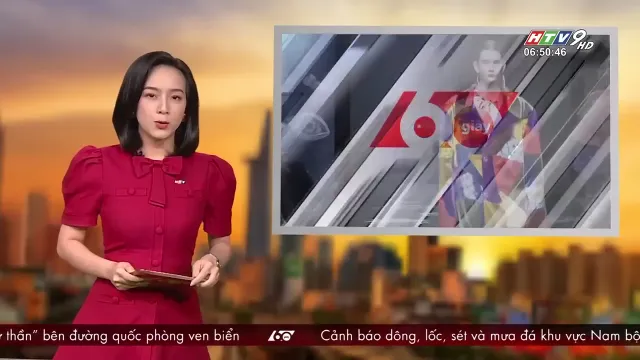 HTV9 HD
06:50:46
60 giây
ử thần” bên đường quốc phòng ven biển 60 Cảnh báo dông, lốc, sét và mưa đá khu vực Nam bộ